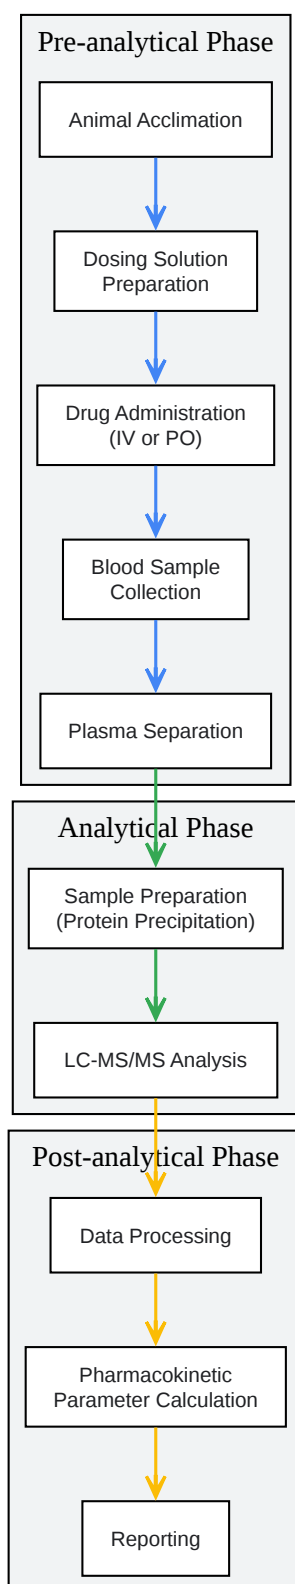 Pre-analytical Phase
Animal Acclimation
Dosing Solution
Preparation
Drug Administration
(IV or PO)
Blood Sample
Collection
Plasma Separation
Analytical Phase
Sample Preparation
(Protein Precipitation)
LC-MS/MS Analysis
Post-analytical Phase
Data Processing
Pharmacokinetic
Parameter Calculation
Reporting